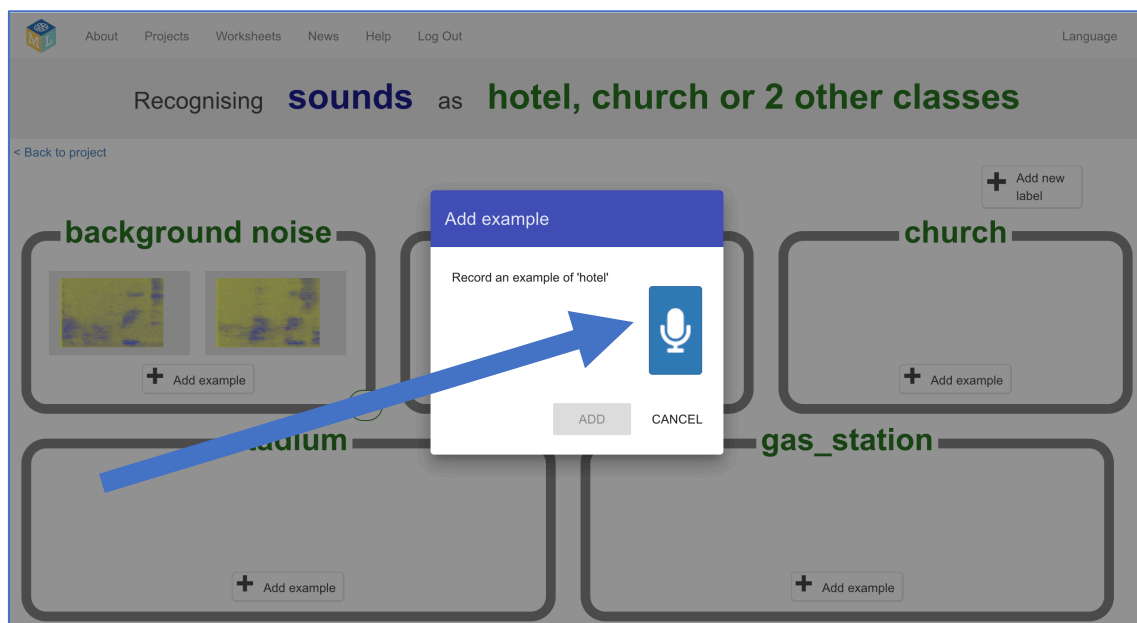 M L
About Projects Worksheets News Help Log Out Language
Recognising sounds as hotel, church or 2 other classes
< Back to project
Add new
label
background noise
church
Add example
Record an example of 'hotel'
Add example
Add example
ADD CANCEL
gas_station
Add example
Add example